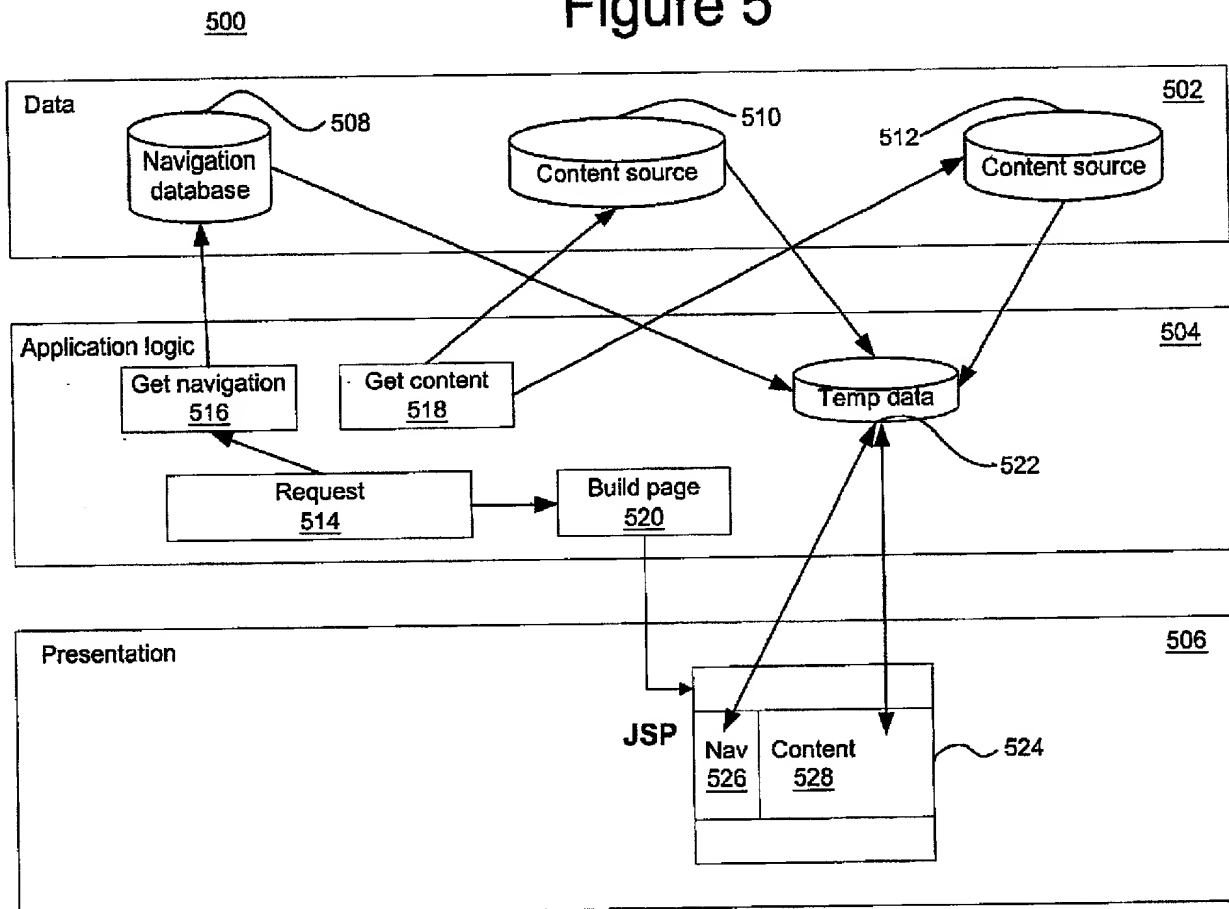 Figure 5
500
Data
502
508
510
512
Navigation
database
Content source
Content source
Application logic
504
Get navigation
516
Get content
518
Temp data
522
Request
514
Build page
520
Presentation
506
JSP
Nav
526
Content
528
524